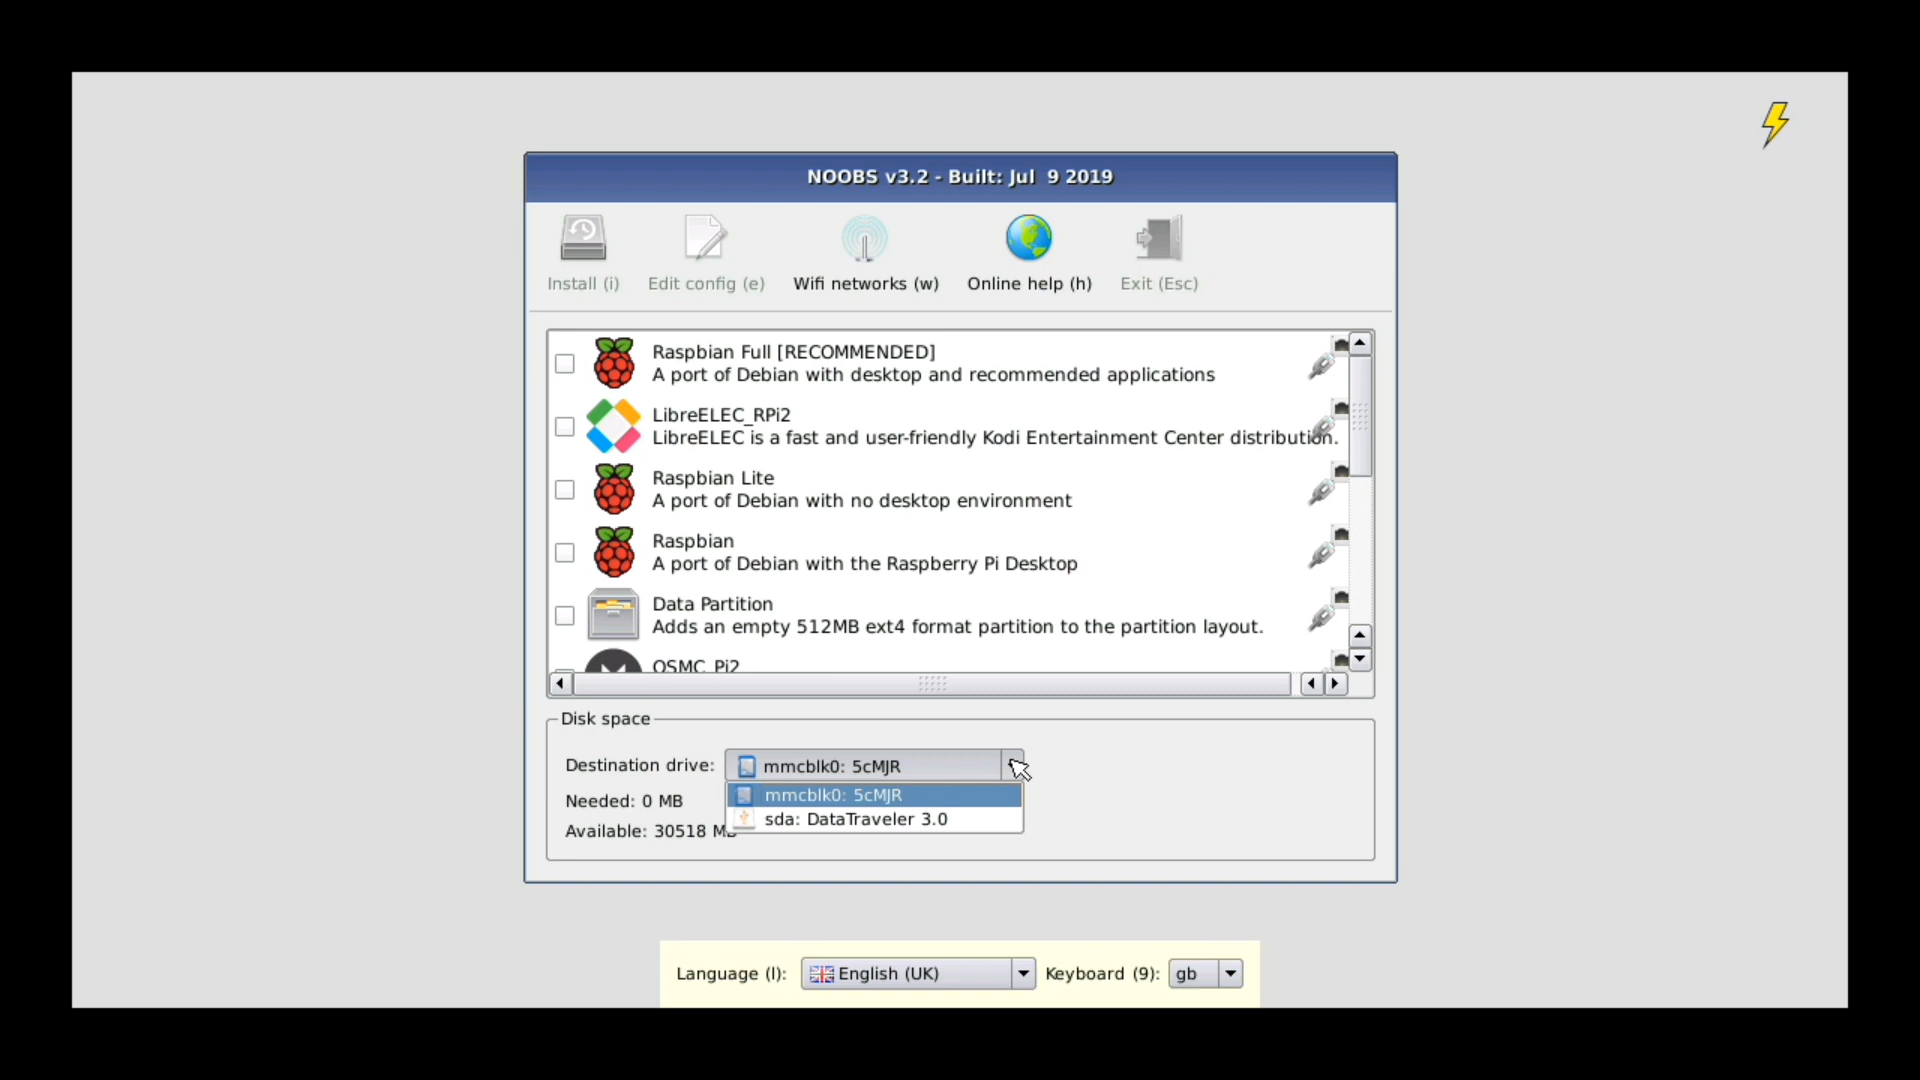 NOOBS v3.2 - Built: Jul 9 2019
Install (i)
Edit config (e)
Wifi networks (w)
Online help (h)
Exit (Esc)
Raspbian Full [RECOMMENDED]
A port of Debian with desktop and recommended applications
LibreELEC_RPi2
LibreELEC is a fast and user-friendly Kodi Entertainment Center distribution.
Raspbian Lite
A port of Debian with no desktop environment
Raspbian
A port of Debian with the Raspberry Pi Desktop
Data Partition
Adds an empty 512MB ext4 format partition to the partition layout.
OSMC_Pi2
Disk space
Destination drive: mmcblk0: 5cMJR
mmcblk0: 5cMJR
sda: DataTraveler 3.0
Needed: 0 MB
Available: 30518 MB
Language (l): English (UK) Keyboard (9): gb